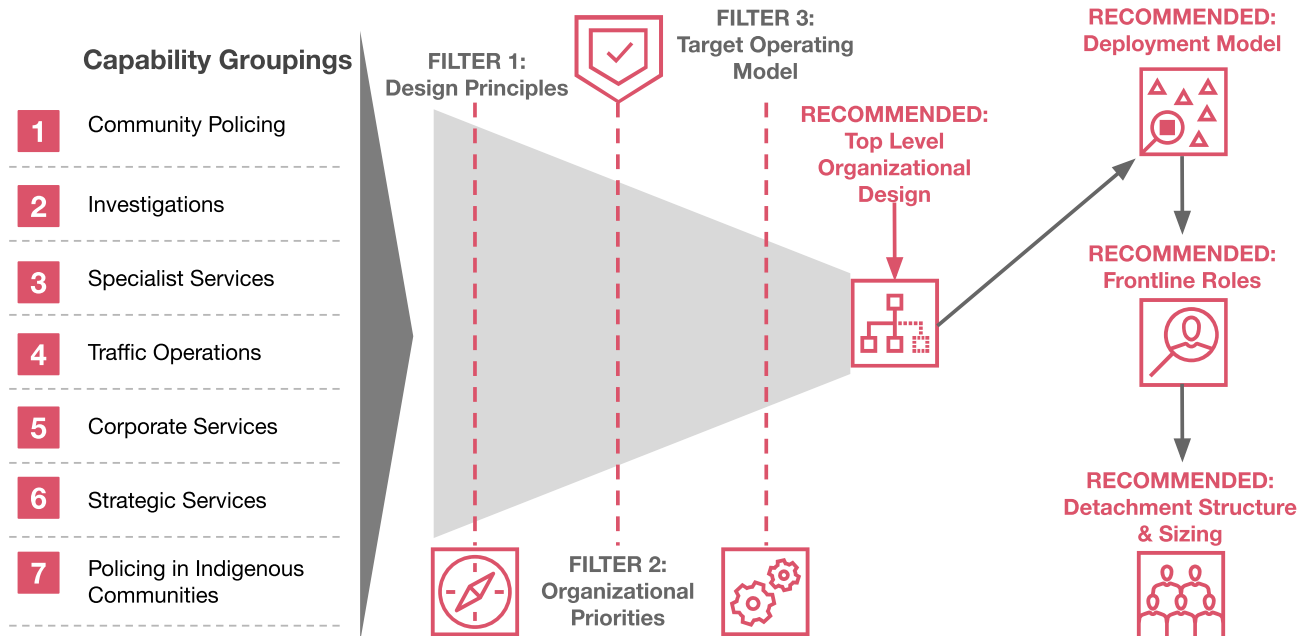 Capability Groupings
1
Community Policing
2
Investigations
3
Specialist Services
4
Traffic Operations
5
Corporate Services
6
Strategic Services
7
Policing in Indigenous
Communities
FILTER 1:
Design Principles
FILTER 2:
Organizational
Priorities
FILTER 3:
Target Operating
Model
RECOMMENDED:
Top Level
Organizational
Design
RECOMMENDED:
Deployment Model
RECOMMENDED:
Frontline Roles
RECOMMENDED:
Detachment Structure
& Sizing